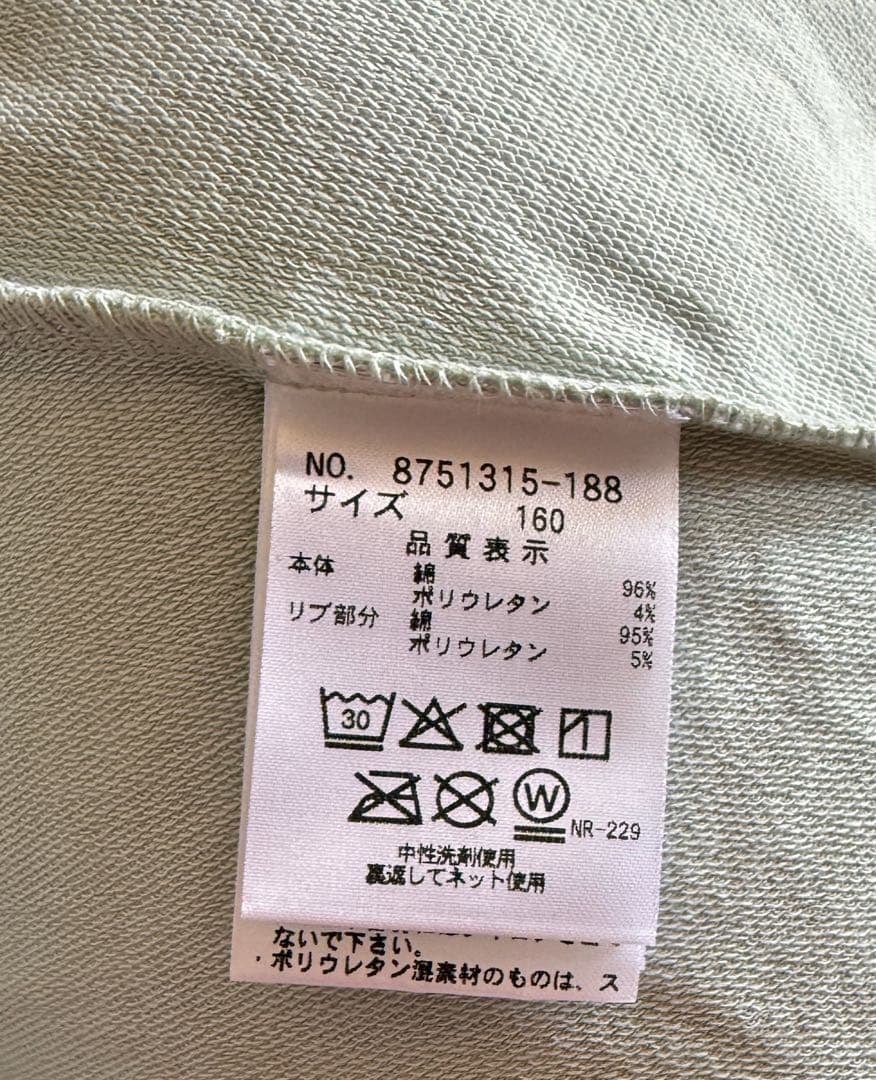 NO. 8751315-188
サイズ 160
品質表示
本体 綿 96%
ポリウレタン 4%
リブ部分 綿 95%
ポリウレタン 5%
30
W NR-229
中性洗剤使用
裏返してネット使用
ないで下さい。
・ポリウレタン混素材のものは、ス